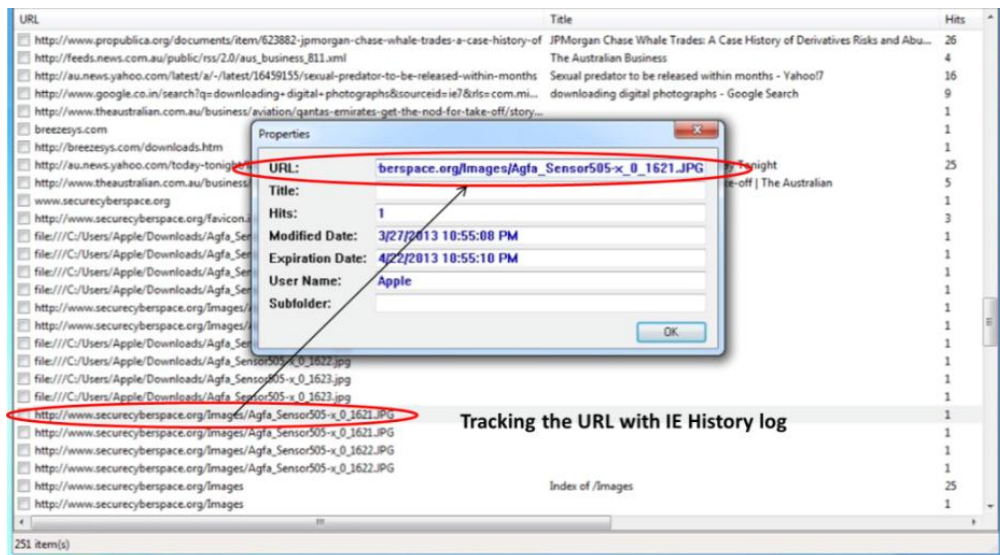 URL Title Hits
http://www.propublica.org/documents/item/623882-jpmorgan-chase-whale-trades-a-case-history-of JPMorgan Chase Whale Trades: A Case History of Derivatives Risks and Abu... 26
http://feeds.news.com.au/public/rss/2.0/aus_business_811.xml The Australian Business 4
http://au.news.yahoo.com/latest/a/-/latest/16459155/sexual-predator-to-be-released-within-months Sexual predator to be released within months - Yahoo!7 16
http://www.google.co.in/search?q=downloading+digital+photographs&sourceid=ie7&rls=com.mi... downloading digital photographs - Google Search 9
http://www.theaustralian.com.au/business/aviation/qantas-emirates-get-the-nod-for-take-off/story... 1
breezesys.com 1
http://breezesys.com/downloads.htm 1
http://au.news.yahoo.com/today-tonight/ Tonight 25
http://www.theaustralian.com.au/business/ e-off | The Australian 5
www.securecyberspace.org 1
http://www.securecyberspace.org/favicon.i 3
file:///C:/Users/Apple/Downloads/Agfa_Sen 1
file:///C:/Users/Apple/Downloads/Agfa_Sen 1
file:///C:/Users/Apple/Downloads/Agfa_Sen 1
file:///C:/Users/Apple/Downloads/Agfa_Sen 1
http://www.securecyberspace.org/Images/A 1
http://www.securecyberspace.org/Images/A 1
file:///C:/Users/Apple/Downloads/Agfa_Sen 1
file:///C:/Users/Apple/Downloads/Agfa_Sensor505-x_0_1622.jpg 1
file:///C:/Users/Apple/Downloads/Agfa_Sensor505-x_0_1623.jpg 1
file:///C:/Users/Apple/Downloads/Agfa_Sensor505-x_0_1623.jpg 1
http://www.securecyberspace.org/Images/Agfa_Sensor505-x_0_1621.JPG 1
http://www.securecyberspace.org/Images/Agfa_Sensor505-x_0_1621.JPG 1
http://www.securecyberspace.org/Images/Agfa_Sensor505-x_0_1622.JPG 1
http://www.securecyberspace.org/Images/Agfa_Sensor505-x_0_1622.JPG 1
http://www.securecyberspace.org/Images Index of /Images 25
http://www.securecyberspace.org/Images 1
251 item(s)
Properties
URL: berspace.org/Images/Agfa_Sensor505-x_0_1621.JPG
Title:
Hits: 1
Modified Date: 3/27/2013 10:55:08 PM
Expiration Date: 4/22/2013 10:55:10 PM
User Name: Apple
Subfolder:
OK
Tracking the URL with IE History log